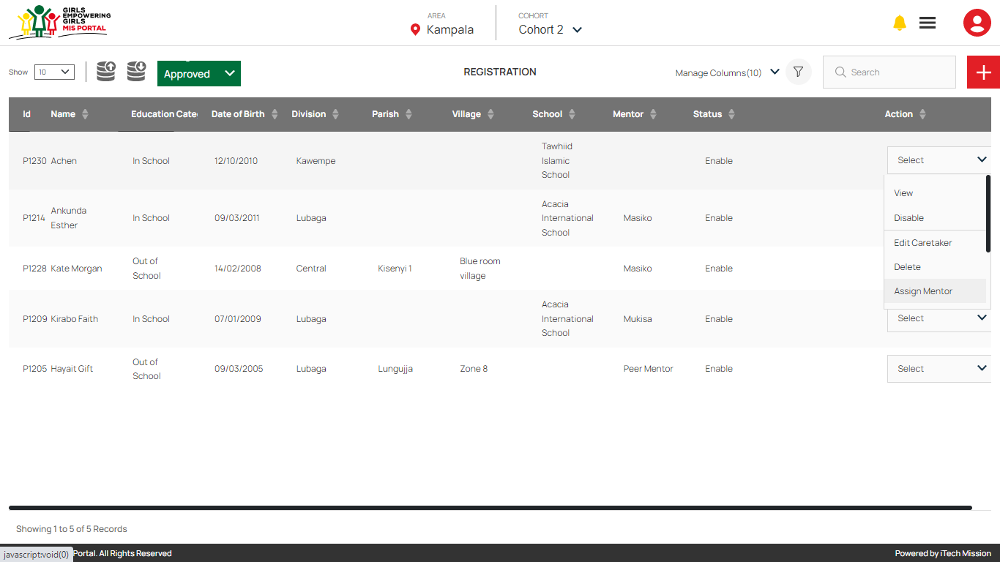 GIRLS
EMPOWERING
GIRLS
MIS PORTAL
AREA
Kampala
COHORT
Cohort 2
Show
10
Approved
REGISTRATION
Manage Columns(10)
Search
Id Name Education Cate Date of Birth Division Parish Village School Mentor Status Action
P1230 Achen In School 12/10/2010 Kawempe Tawhiid Islamic School Enable Select
View
Disable
Edit Caretaker
Delete
Assign Mentor
P1214 Ankunda Esther In School 09/03/2011 Lubaga Acacia International School Masiko Enable
P1228 Kate Morgan Out of School 14/02/2008 Central Kisenyi 1 Blue room village Masiko Enable
P1209 Kirabo Faith In School 07/01/2009 Lubaga Acacia International School Mukisa Enable Select
P1205 Hayait Gift Out of School 09/03/2005 Lubaga Lungujja Zone 8 Peer Mentor Enable Select
Showing 1 to 5 of 5 Records
javascript:void(0)
Portal. All Rights Reserved
Powered by iTech Mission